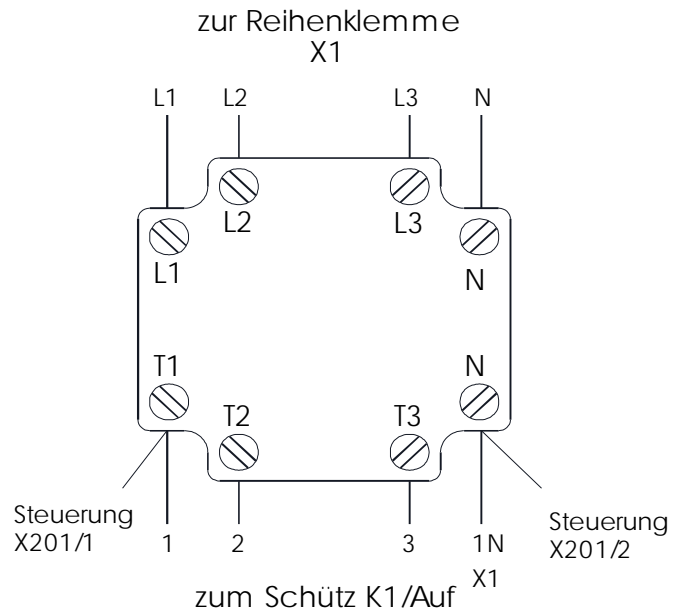 zur Reihenklemme
X1
L1 L2 L3 N
L2 L3
L1 N
T1 N
T2 T3
Steuerung
X201/1
1 2 3 1N
X1
Steuerung
X201/2
zum Schütz K1/Auf